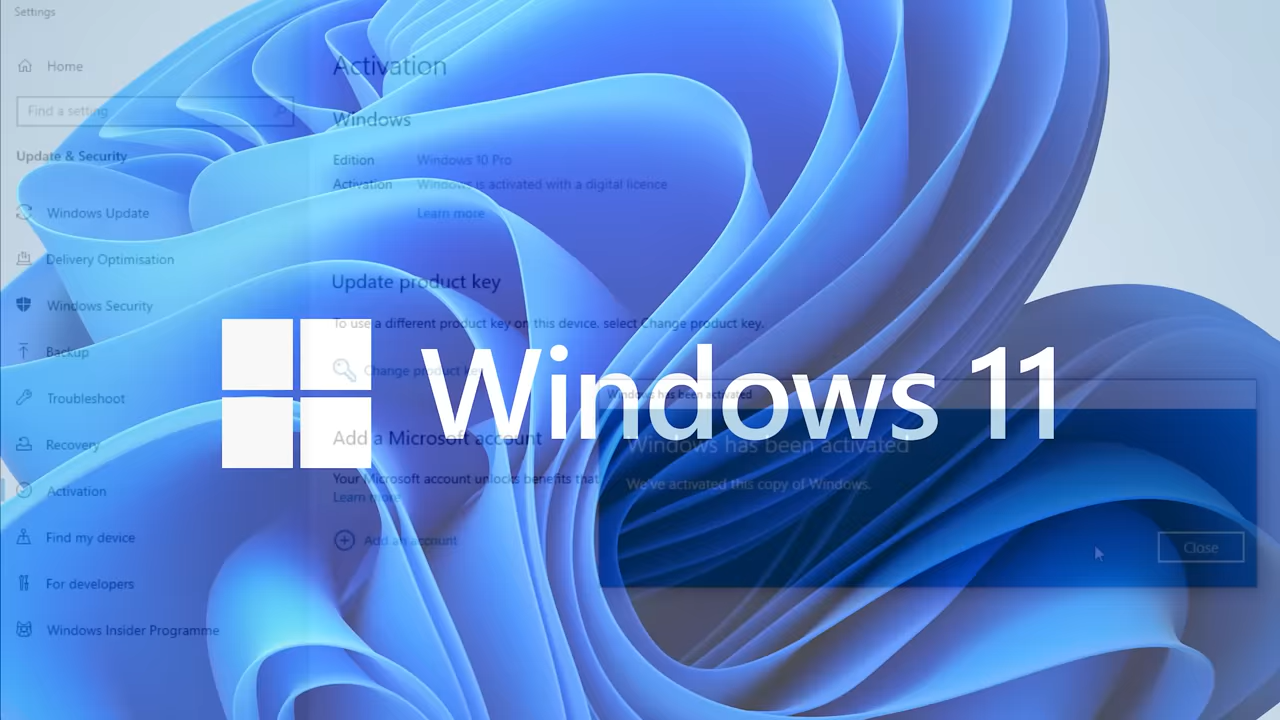 Settings
Home
Find a setting
Update & Security
Windows Update
Delivery Optimisation
Windows Security
Backup
Troubleshoot
Recovery
Activation
Find my device
For developers
Windows Insider Programme
Activation
Windows
Edition Windows 10 Pro
Activation Windows is activated with a digital licence
Learn more
Update product key
To use a different product key on this device, select Change product key.
Change product key
Add a Microsoft account
Your Microsoft account unlocks benefits that
Learn more
Add an account
Windows 11
Windows has been activated
Windows has been activated
We've activated this copy of Windows.
Close